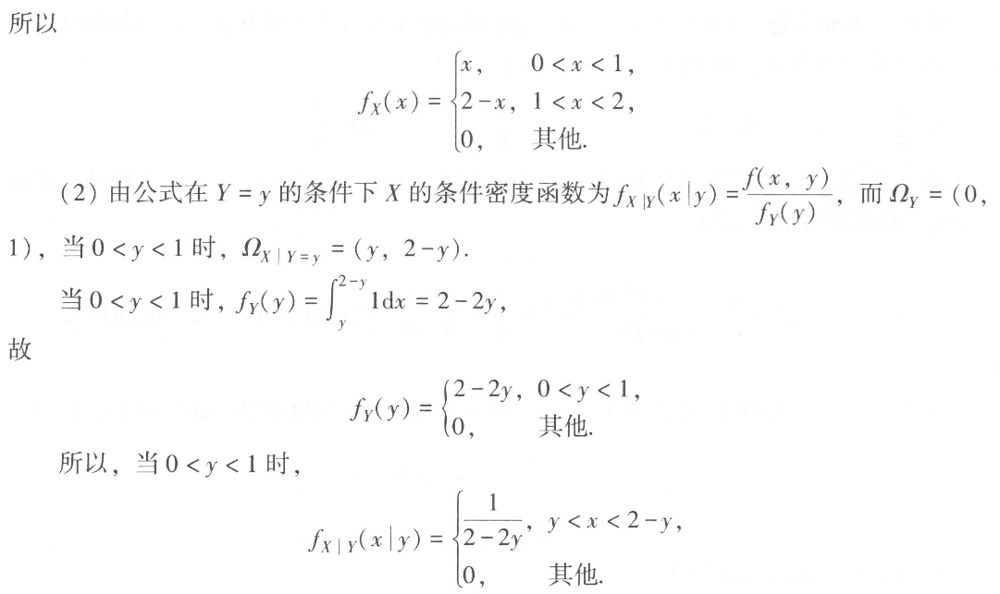 所以
f_X(x) = { x, 0 < x < 1,
2 - x, 1 < x < 2,
0, 其他.
(2) 由公式在 Y = y 的条件下 X 的条件密度函数为 f_{X|Y}(x|y) = \frac{f(x, y)}{f_Y(y)}, 而 Ω_Y = (0,
1), 当 0 < y < 1 时, Ω_{X|Y=y} = (y, 2 - y).
当 0 < y < 1 时, f_Y(y) = ∫_y^{2-y} 1dx = 2 - 2y,
故
f_Y(y) = { 2 - 2y, 0 < y < 1,
0, 其他.
所以, 当 0 < y < 1 时,
f_{X|Y}(x|y) = { \frac{1}{2 - 2y}, y < x < 2 - y,
0, 其他.